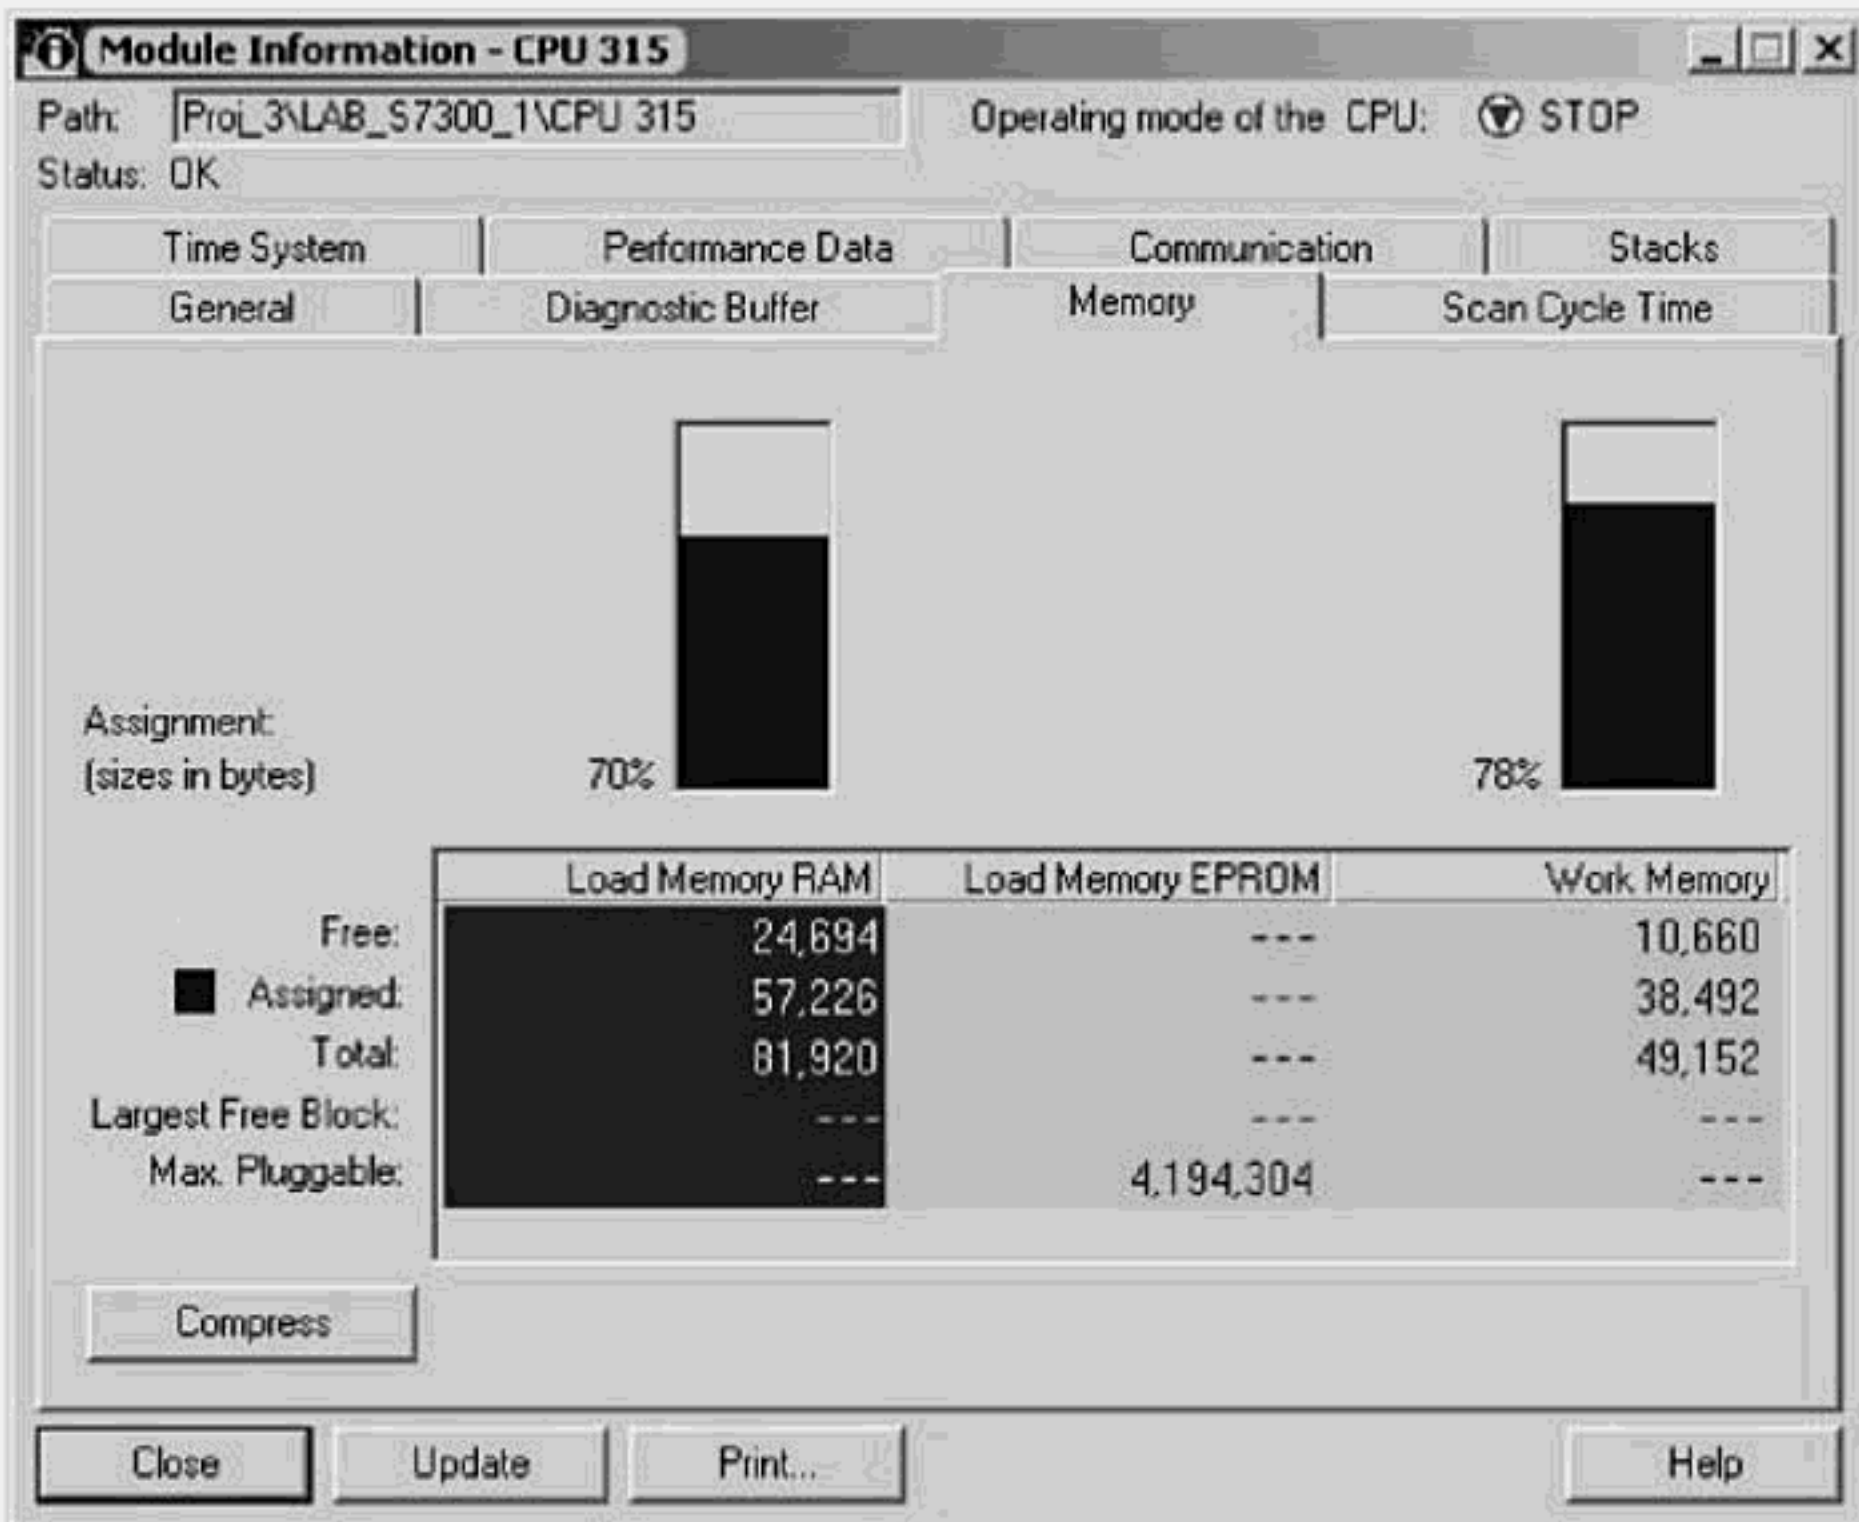 Module Information - CPU 315
Path: Proj_3\LAB_S7300_1\CPU 315 Operating mode of the CPU: STOP
Status: OK
Time System Performance Data Communication Stacks
General Diagnostic Buffer Memory Scan Cycle Time
Assignment:
(sizes in bytes) 70% 78%
Load Memory RAM Load Memory EPROM Work Memory
Free: 24,694 --- 10,660
Assigned: 57,226 --- 38,492
Total: 81,920 --- 49,152
Largest Free Block: --- --- ---
Max. Pluggable: --- 4,194,304 ---
Compress
Close Update Print... Help